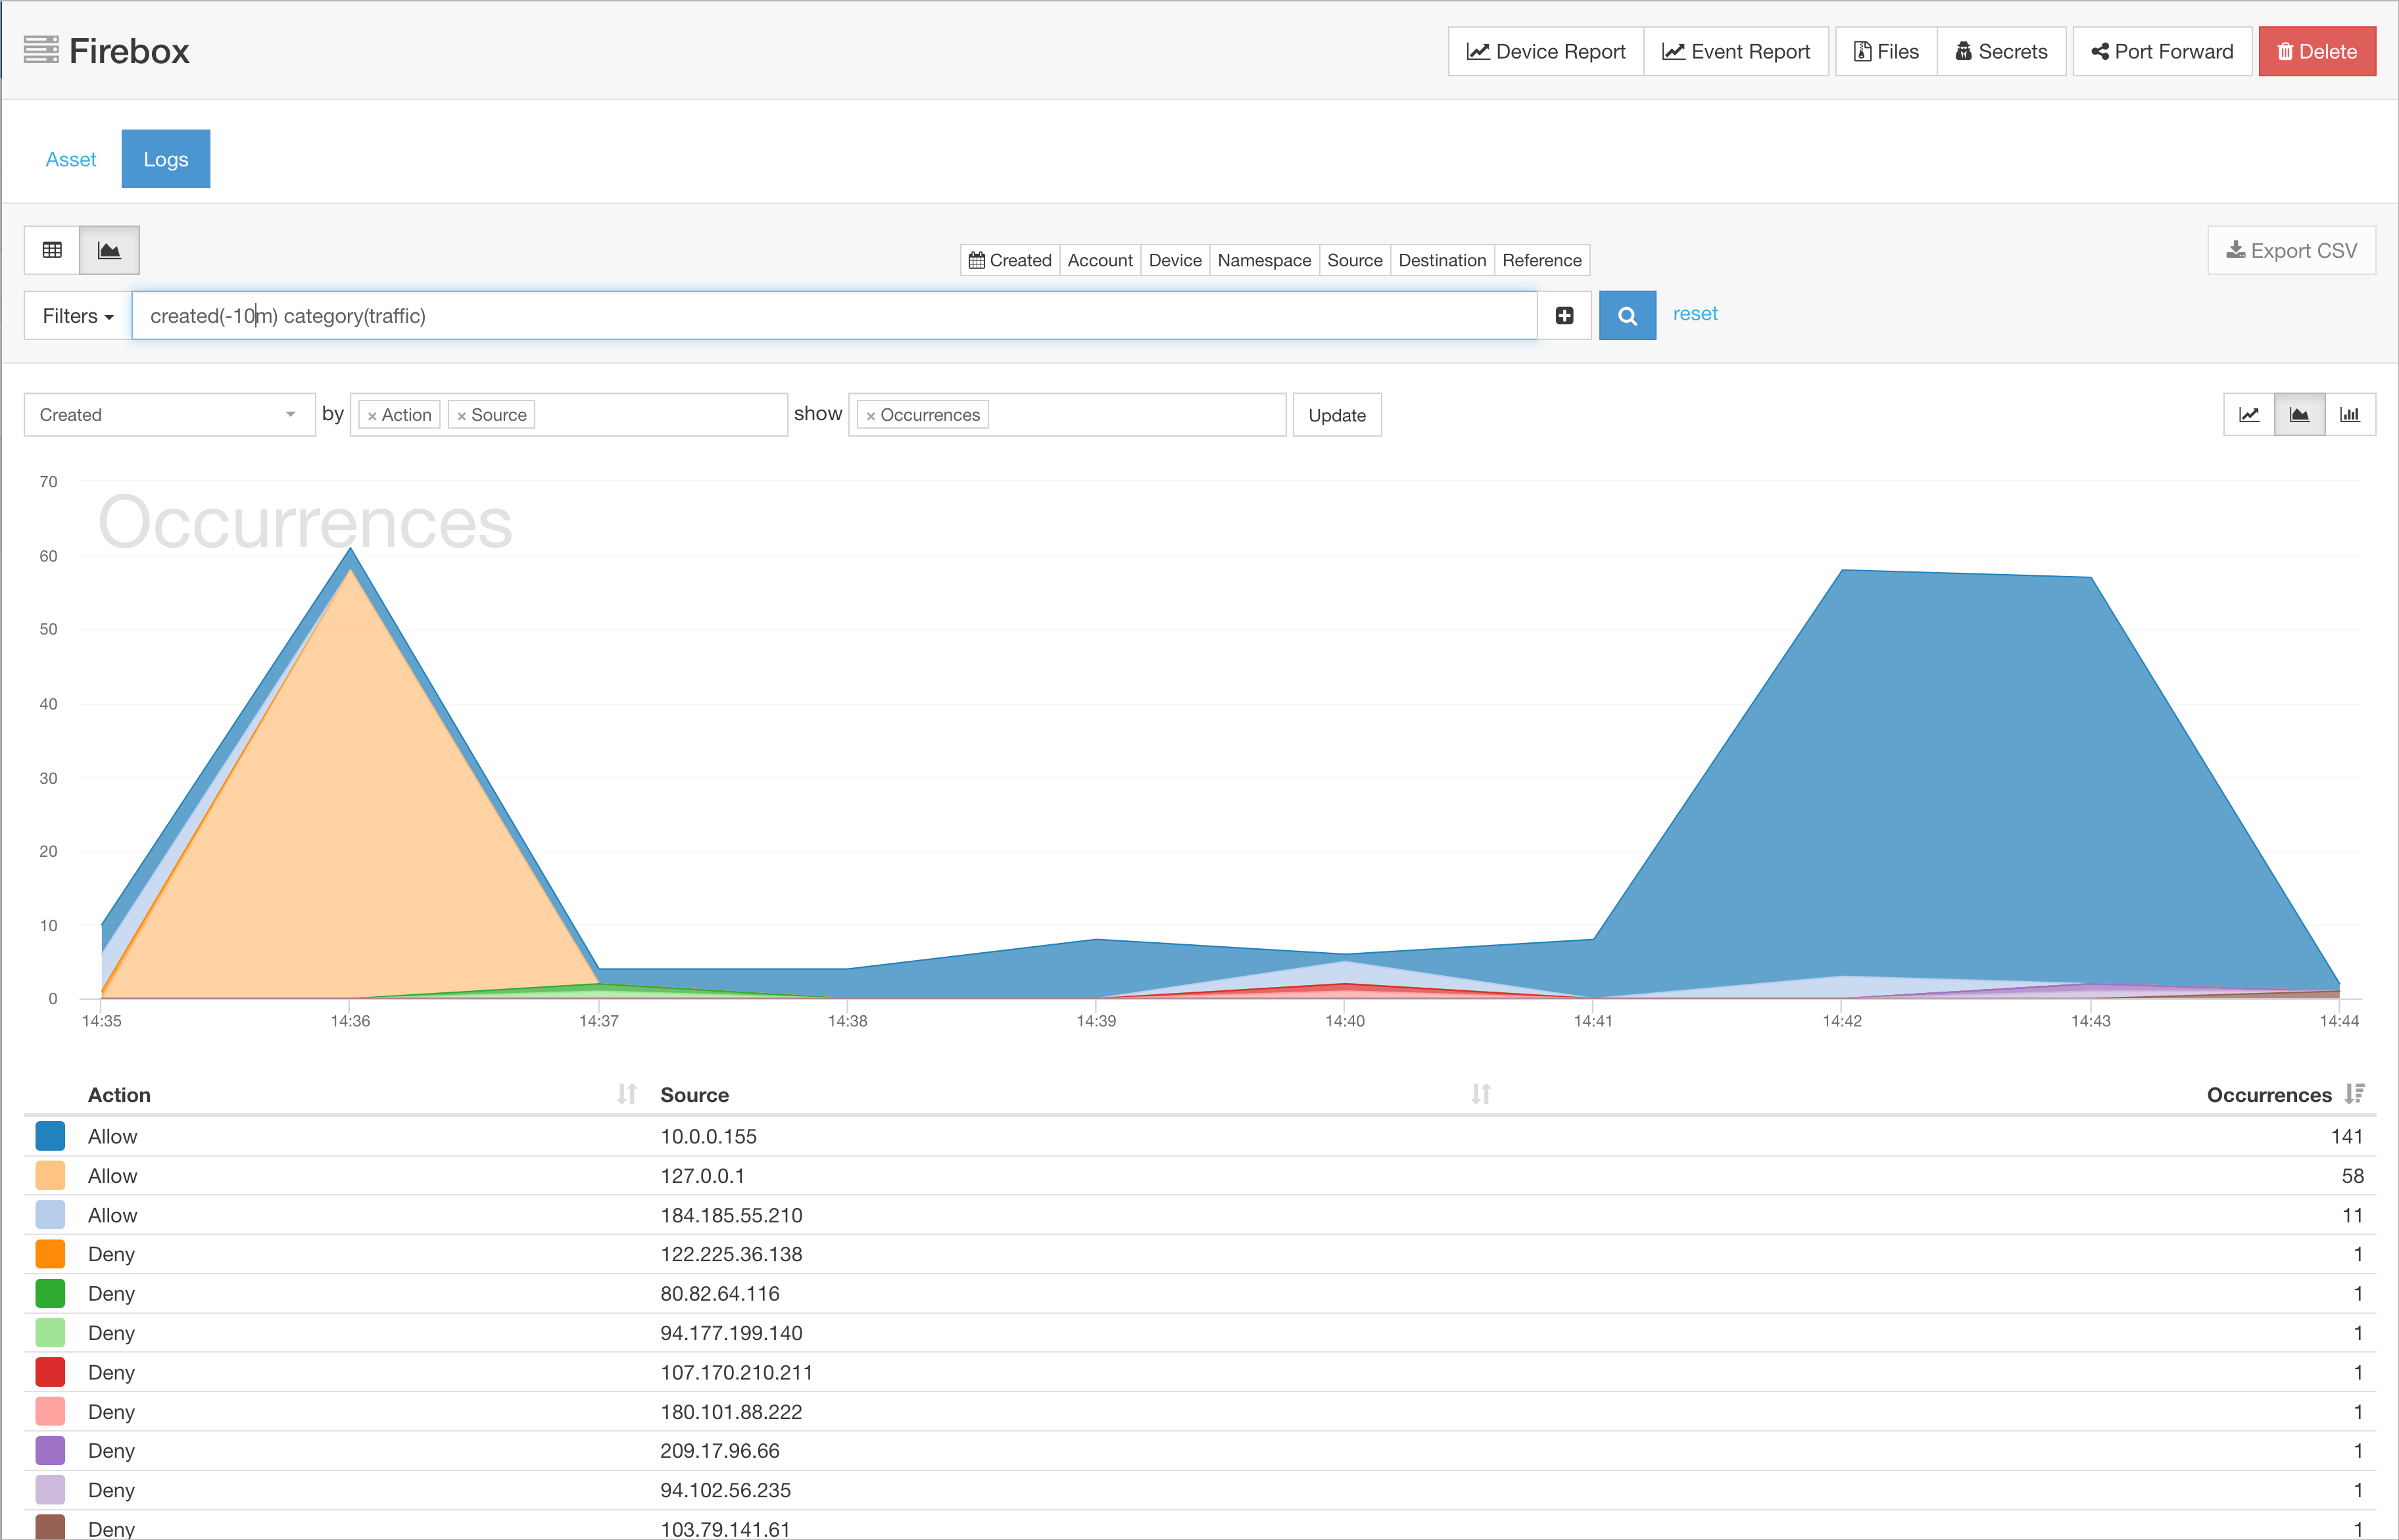 Firebox
Device Report
Event Report
Files
Secrets
Port Forward
Delete
Asset
Logs
Created Account Device Namespace Source Destination Reference
Export CSV
Filters
created(-10m) category(traffic)
reset
Created by × Action × Source show × Occurrences Update
Occurrences
70
60
50
40
30
20
10
0
14:35 14:36 14:37 14:38 14:39 14:40 14:41 14:42 14:43 14:44
Action Source Occurrences
Allow 10.0.0.155 141
Allow 127.0.0.1 58
Allow 184.185.55.210 11
Deny 122.225.36.138 1
Deny 80.82.64.116 1
Deny 94.177.199.140 1
Deny 107.170.210.211 1
Deny 180.101.88.222 1
Deny 209.17.96.66 1
Deny 94.102.56.235 1
Deny 103.79.141.61 1